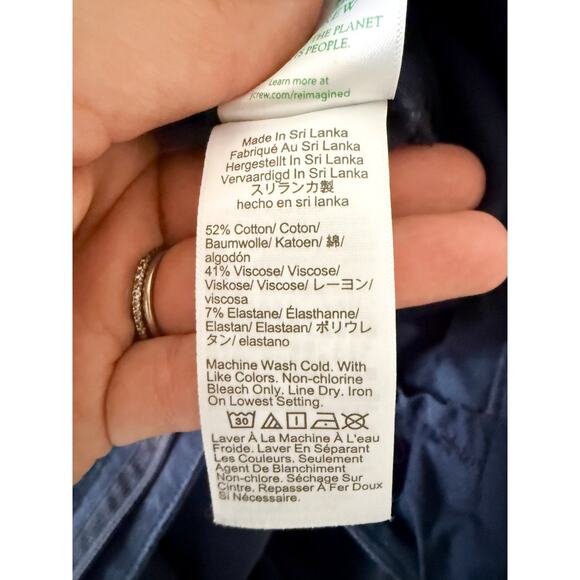 THE PLANET
PEOPLE.
Learn more at
jcrew.com/reimagined
Made In Sri Lanka
Fabriqué Au Sri Lanka
Hergestellt In Sri Lanka
Vervaardigd In Sri Lanka
スリランカ製
hecho en sri lanka
52% Cotton/ Coton/
Baumwolle/ Katoen/ 綿/
algodón
41% Viscose/ Viscose/
Viskose/ Viscose/ レーヨン/
viscosa
7% Elastane/ Élasthanne/
Elastan/ Elastaan/ ポリウレ
タン/ elastano
Machine Wash Cold. With
Like Colors. Non-chlorine
Bleach Only. Line Dry. Iron
On Lowest Setting.
30
Laver À La Machine À L'eau
Froide. Laver En Séparant
Les Couleurs. Seulement
Agent De Blanchiment
Non-chlore. Séchage Sur
Cintre. Repasser À Fer Doux
Si Nécessaire.